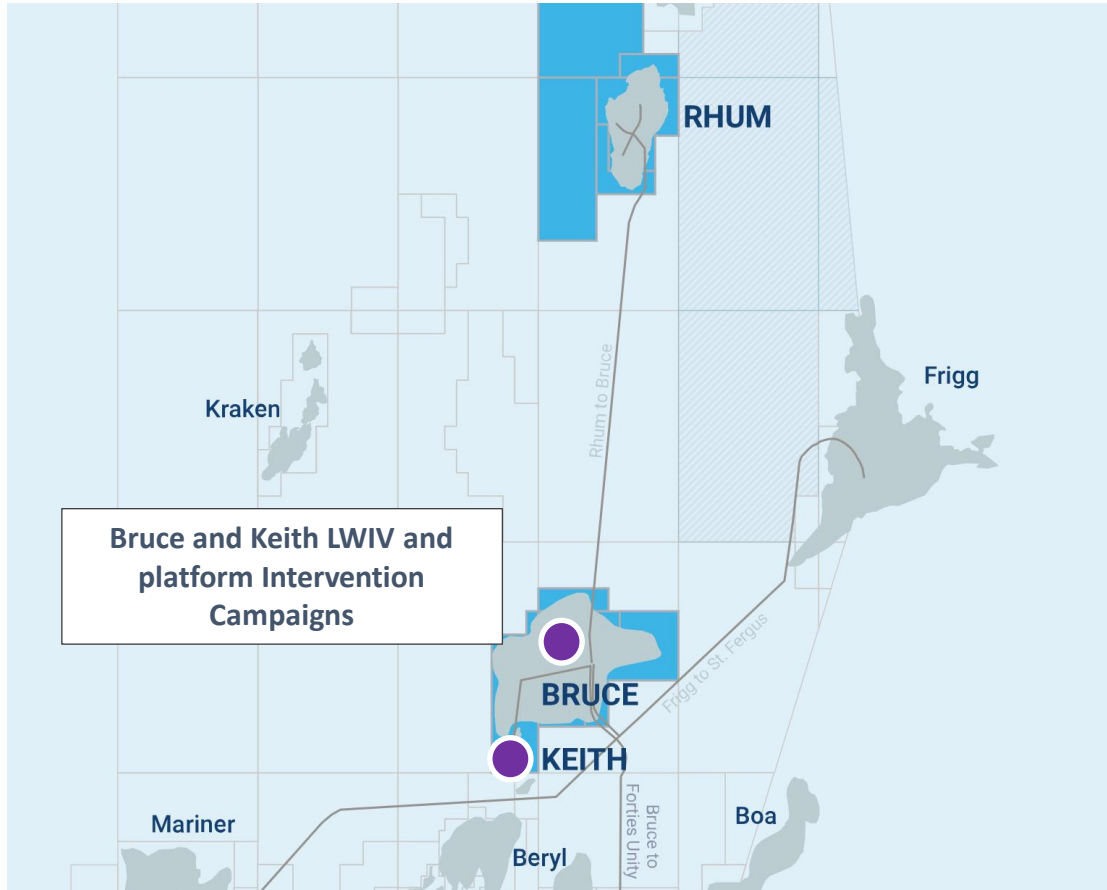 RHUM
Frigg
Rhum to Bruce
Kraken
Bruce and Keith LWIV and
platform Intervention
Campaigns
Frigg to St. Fergus
BRUCE
KEITH
Bruce to
Forties Unity
Boa
Mariner
Beryl